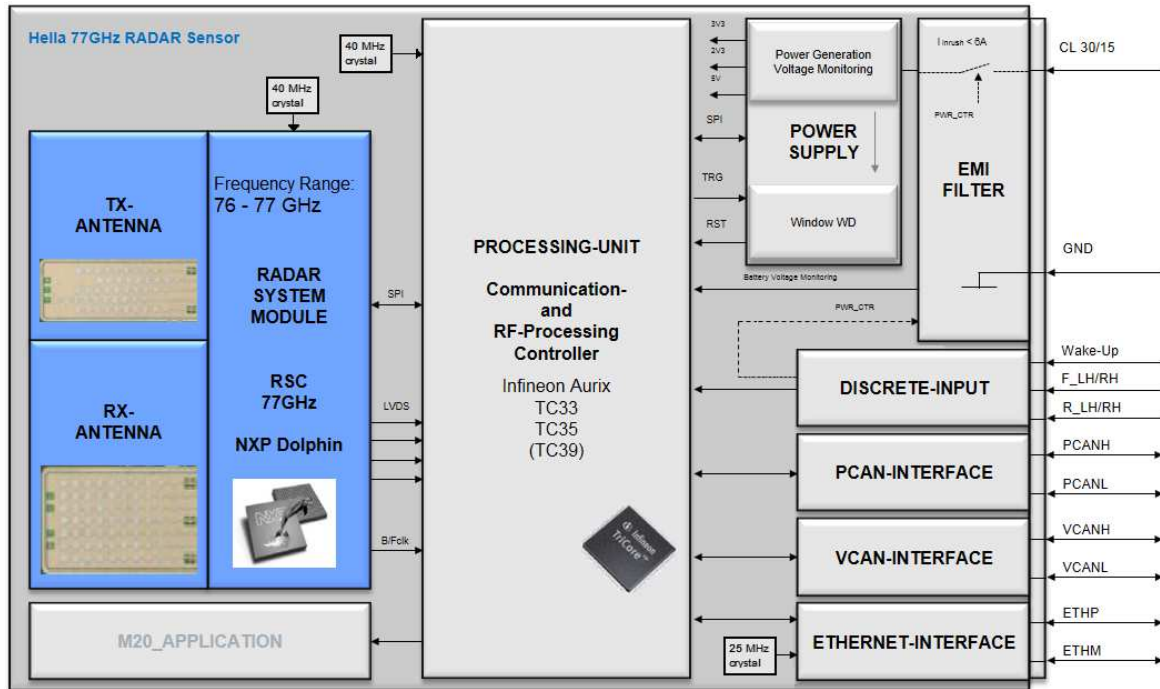 Hella 77GHz RADAR Sensor
40 MHz
crystal
40 MHz
crystal
TX-
ANTENNA
RX-
ANTENNA
Frequency Range:
76 - 77 GHz
RADAR
SYSTEM
MODULE
RSC
77GHz
NXP Dolphin
NXP
SPI
LVDS
B/Fclk
M20_APPLICATION
PROCESSING-UNIT
Communication-
and
RF-Processing
Controller
Infineon Aurix
TC33
TC35
(TC39)
Infineon
TriCore
3V3
2V3
5V
SPI
TRG
RST
Power Generation
Voltage Monitoring
POWER
SUPPLY
Window WD
Battery Voltage Monitoring
PWR_CTR
I inrush < 6A
PWR_CTR
EMI
FILTER
DISCRETE-INPUT
PCAN-INTERFACE
VCAN-INTERFACE
25 MHz
crystal
ETHERNET-INTERFACE
CL 30/15
GND
Wake-Up
F_LH/RH
R_LH/RH
PCANH
PCANL
VCANH
VCANL
ETHP
ETHM